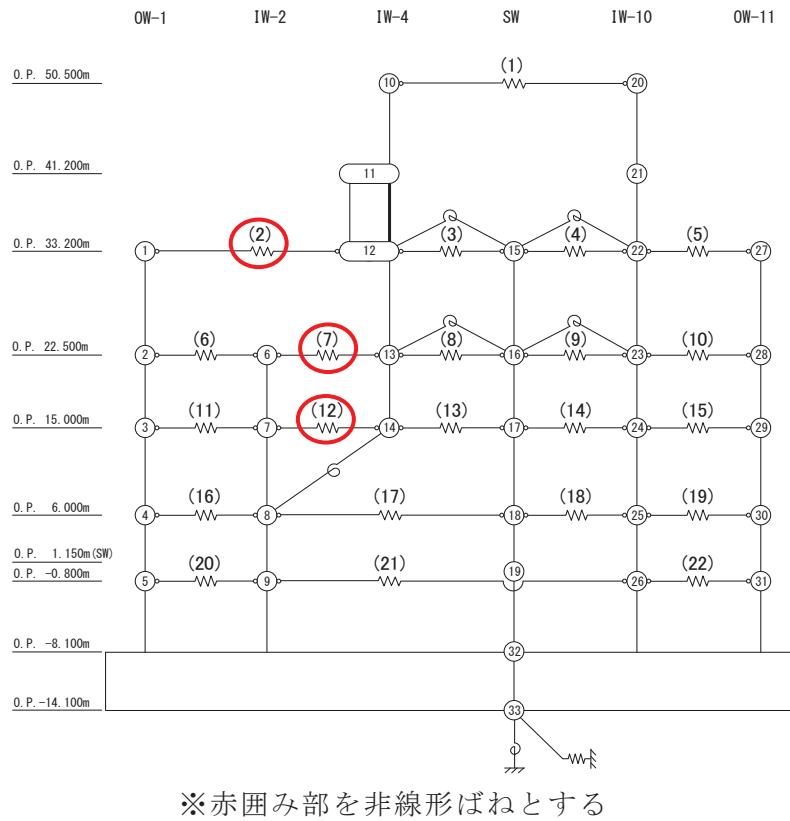 OW-1 IW-2 IW-4 SW IW-10 OW-11
(1)
O.P. 50.500m 10 20
O.P. 41.200m 11 21
(2) (3) (4) (5)
O.P. 33.200m 1 12 15 22 27
(6) (7) (8) (9) (10)
O.P. 22.500m 2 6 13 16 23 28
(11) (12) (13) (14) (15)
O.P. 15.000m 3 7 14 17 24 29
(16) (17) (18) (19)
O.P. 6.000m 4 8 18 25 30
O.P. 1.150m(SW)
(20) (21) 19 (22)
O.P. -0.800m 5 9 26 31
O.P. -8.100m 32
O.P.-14.100m 33
※赤囲み部を非線形ばねとする